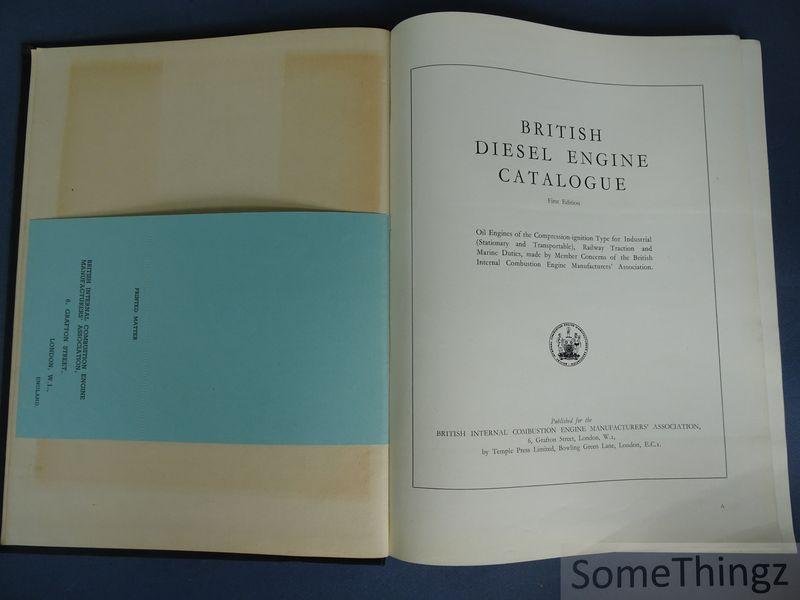 BRITISH INTERNAL COMBUSTION ENGINE
MANUFACTURERS' ASSOCIATION,
6, GRAFTON STREET,
LONDON, W.1.,
ENGLAND.
PRINTED MATTER
BRITISH
DIESEL ENGINE
CATALOGUE
First Edition
Oil Engines of the Compression-ignition Type for Industrial
(Stationary and Transportable), Railway Traction and
Marine Duties, made by Member Concerns of the British
Internal Combustion Engine Manufacturers' Association.
Published for the
BRITISH INTERNAL COMBUSTION ENGINE MANUFACTURERS' ASSOCIATION,
6, Grafton Street, London, W.1,
by Temple Press Limited, Bowling Green Lane, London, E.C.1.
A
SomeThingz